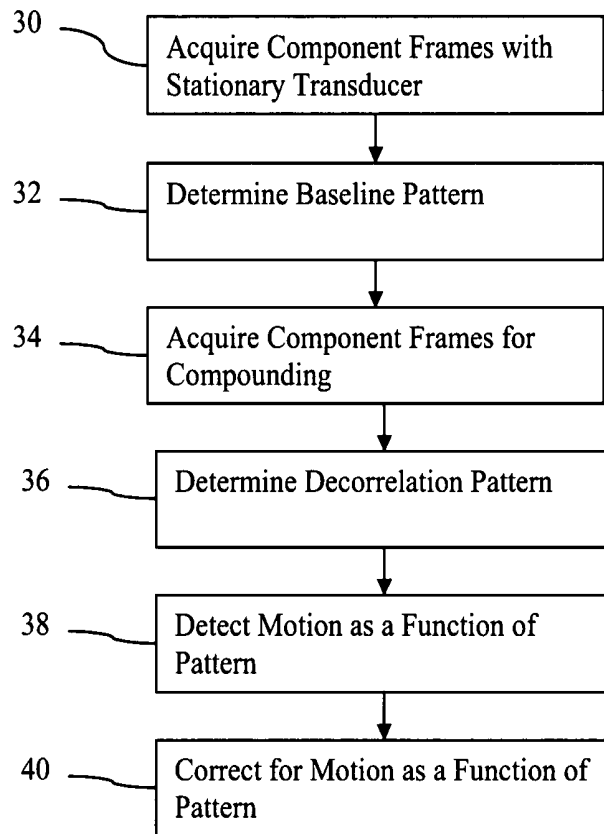 30
Acquire Component Frames with
Stationary Transducer
32
Determine Baseline Pattern
34
Acquire Component Frames for
Compounding
36
Determine Decorrelation Pattern
38
Detect Motion as a Function of
Pattern
40
Correct for Motion as a Function of
Pattern